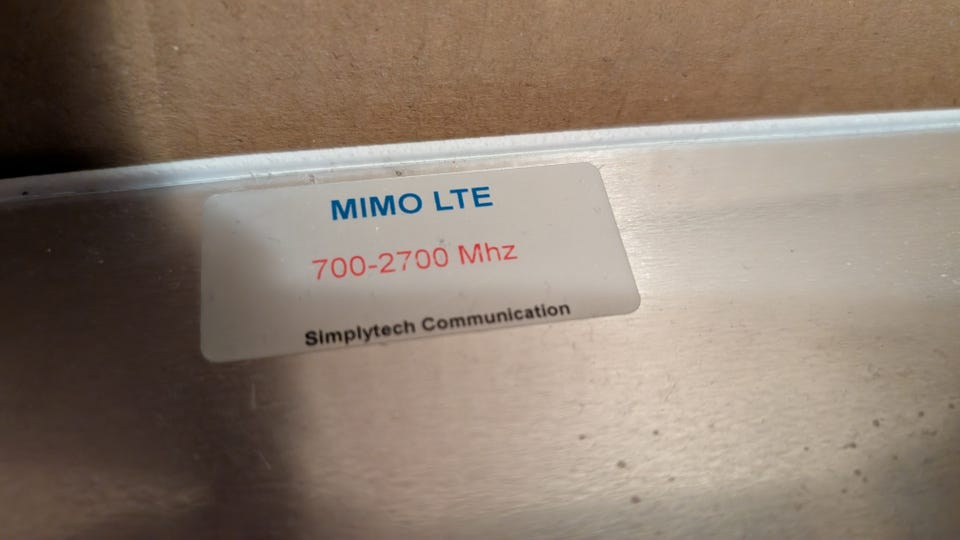 MIMO LTE
700-2700 Mhz
Simplytech Communication